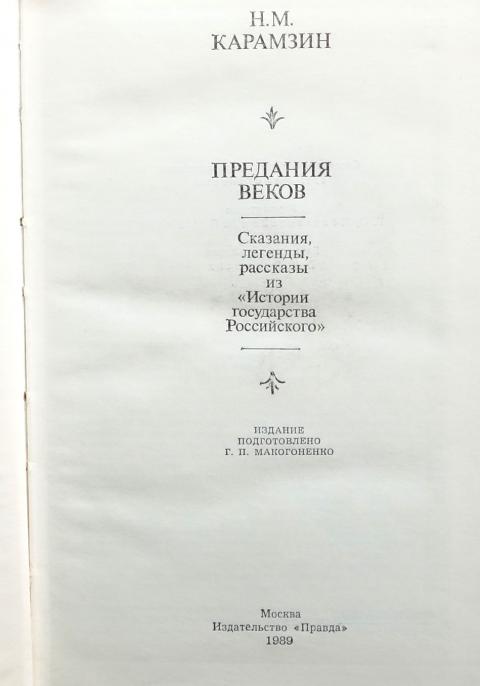 Н.М.
КАРАМЗИН
ПРЕДАНИЯ
ВЕКОВ
Сказания,
легенды,
рассказы
из
«Истории
государства
Российского»
ИЗДАНИЕ
ПОДГОТОВЛЕНО
Г. П. МАКОГОНЕНКО
Москва
Издательство «Правда»
1989